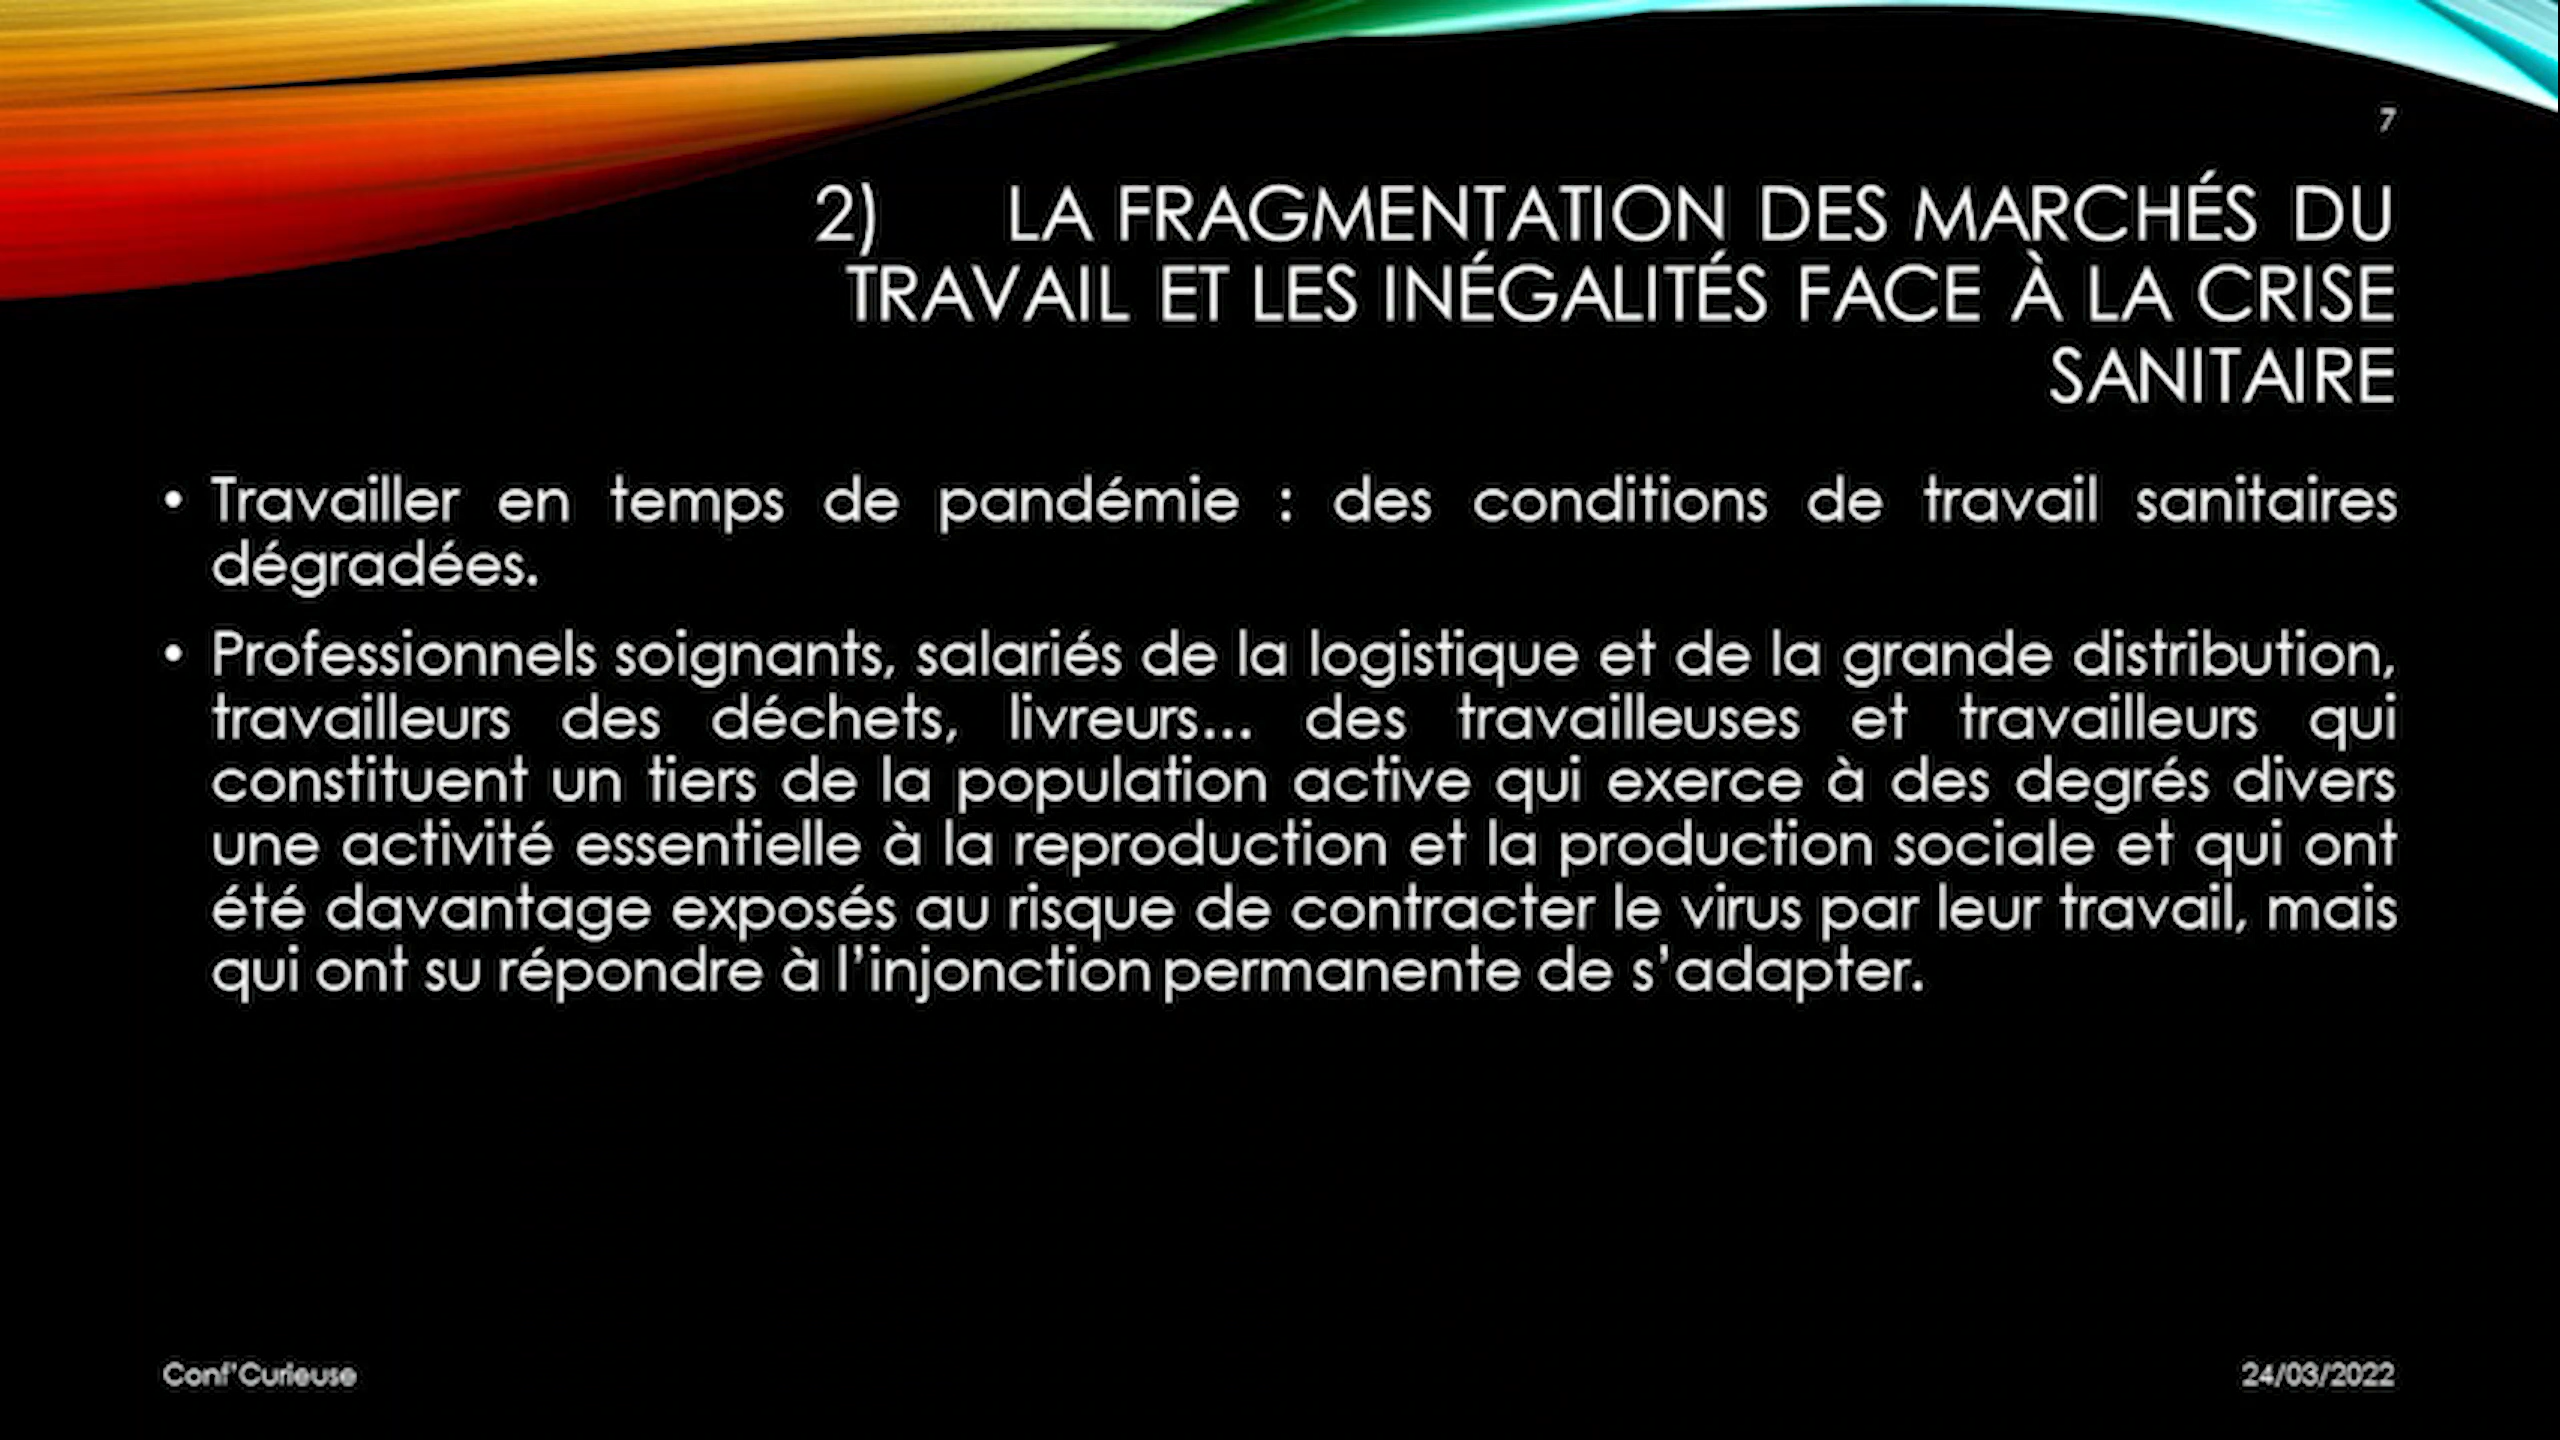 7
2) LA FRAGMENTATION DES MARCHÉS DU
TRAVAIL ET LES INÉGALITÉS FACE À LA CRISE
SANITAIRE
• Travailler en temps de pandémie : des conditions de travail sanitaires
dégradées.
• Professionnels soignants, salariés de la logistique et de la grande distribution,
travailleurs des déchets, livreurs... des travailleuses et travailleurs qui
constituent un tiers de la population active qui exerce à des degrés divers
une activité essentielle à la reproduction et la production sociale et qui ont
été davantage exposés au risque de contracter le virus par leur travail, mais
qui ont su répondre à l'injonction permanente de s'adapter.
Conf'Curieuse
24/03/2022